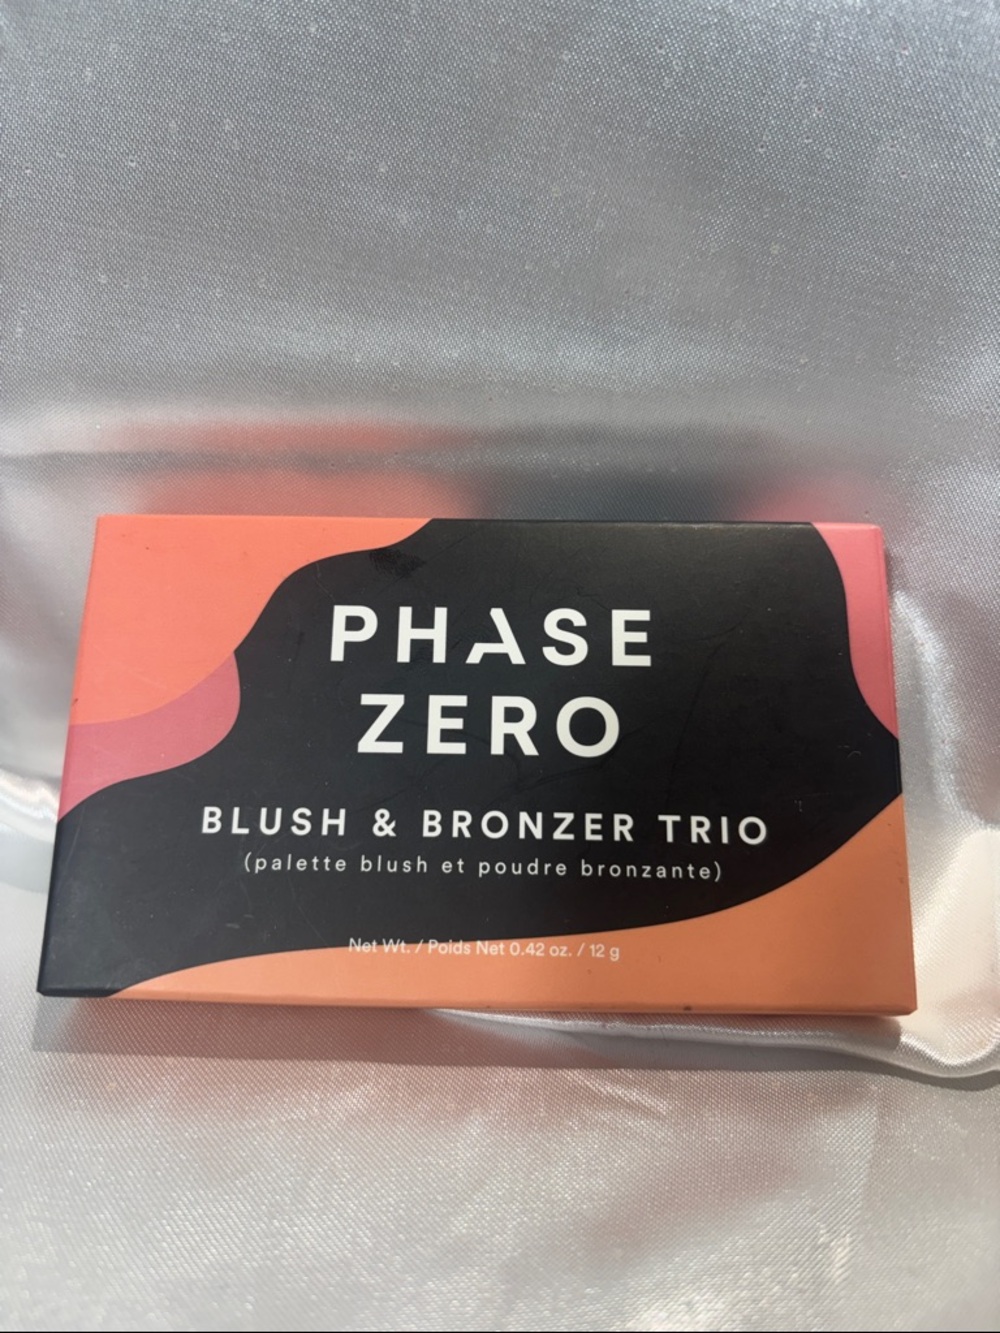 PHASE
ZERO
BLUSH & BRONZER TRIO
(palette blush et poudre bronzante)
Net Wt. / Poids Net 0.42 oz. / 12 g